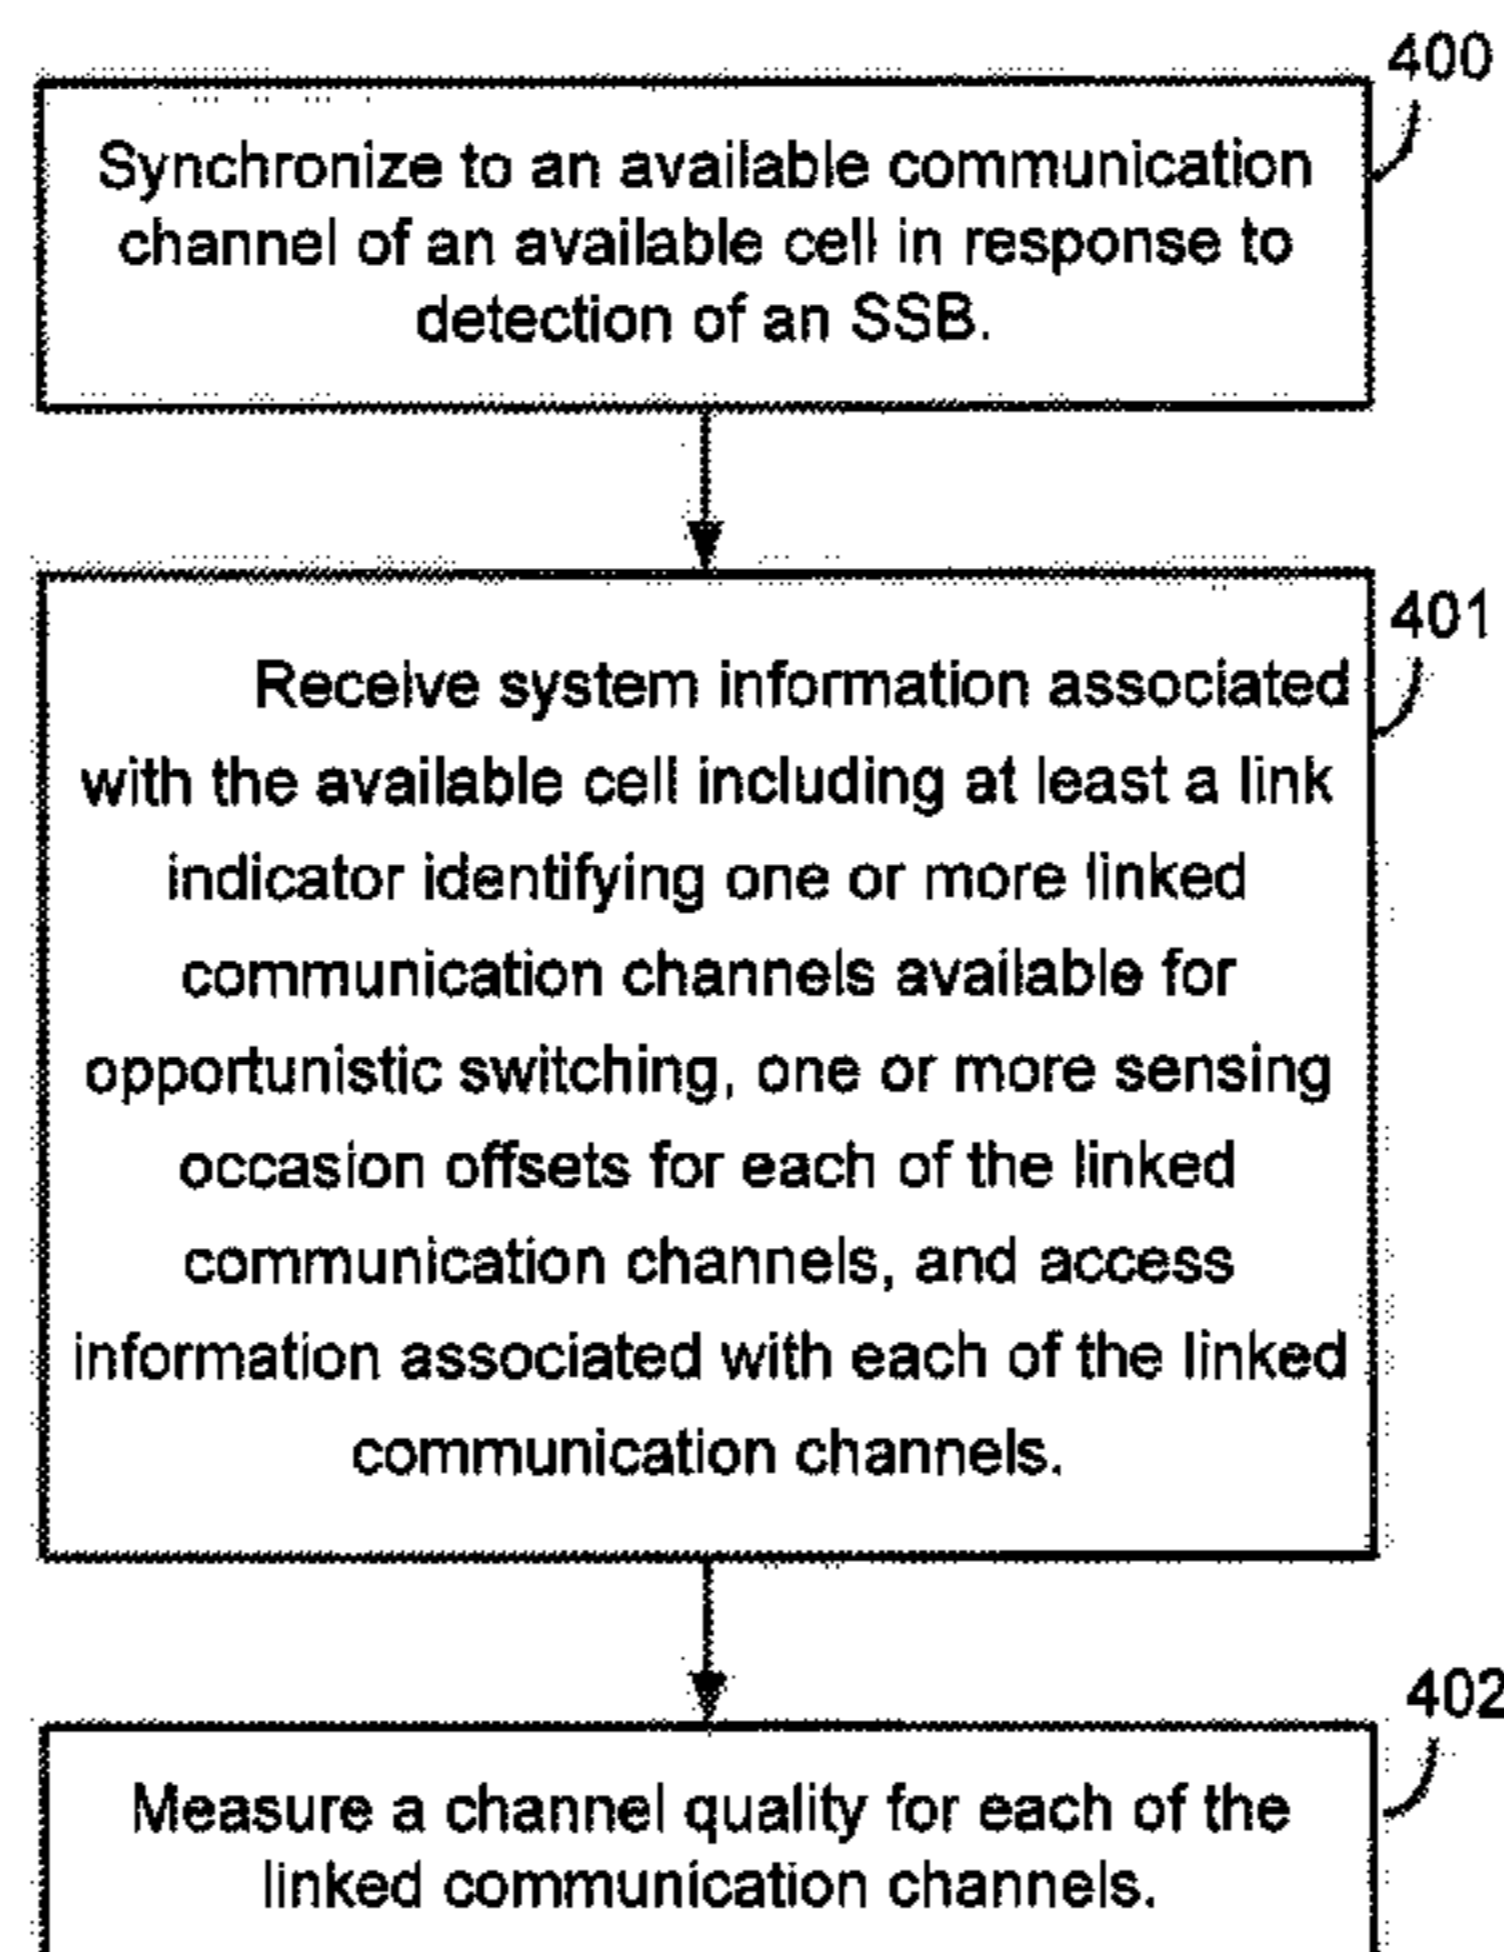 400
Synchronize to an available communication
channel of an available cell in response to
detection of an SSB.
401
Receive system information associated
with the available cell including at least a link
indicator identifying one or more linked
communication channels available for
opportunistic switching, one or more sensing
occasion offsets for each of the linked
communication channels, and access
information associated with each of the linked
communication channels.
402
Measure a channel quality for each of the
linked communication channels.